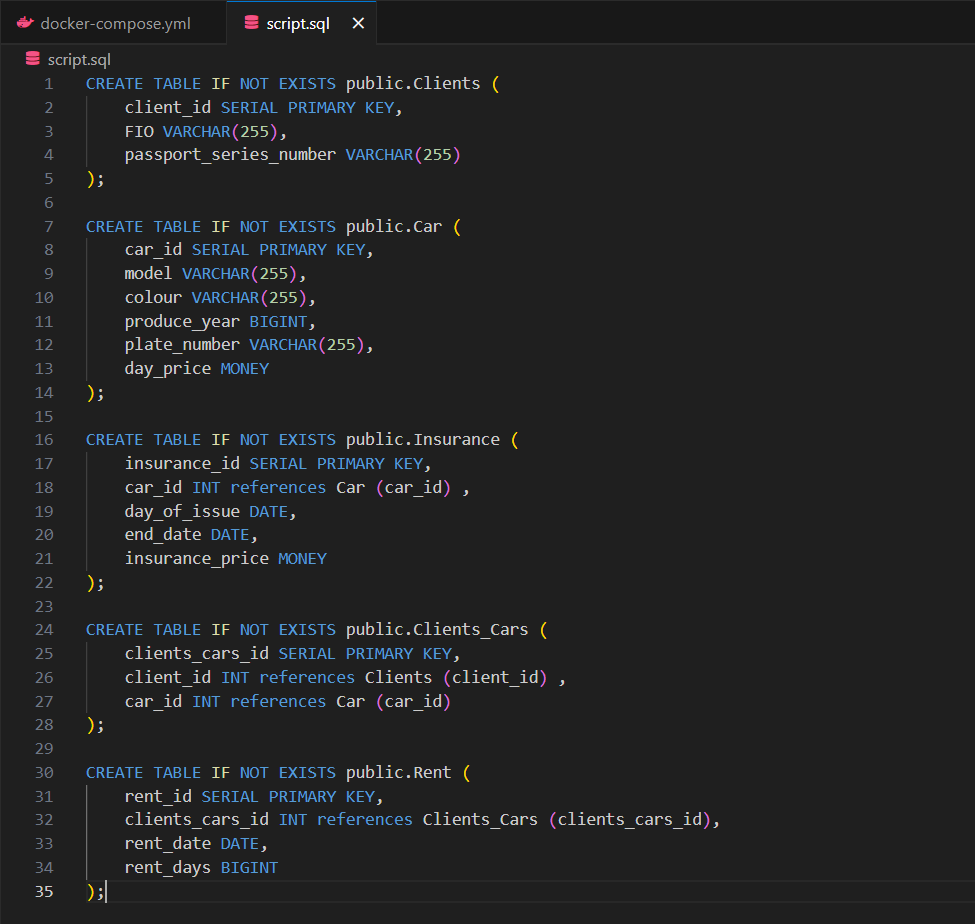 docker-compose.yml
script.sql
script.sql
1 CREATE TABLE IF NOT EXISTS public.Clients (
2     client_id SERIAL PRIMARY KEY,
3     FIO VARCHAR(255),
4     passport_series_number VARCHAR(255)
5 );
6
7 CREATE TABLE IF NOT EXISTS public.Car (
8     car_id SERIAL PRIMARY KEY,
9     model VARCHAR(255),
10     colour VARCHAR(255),
11     produce_year BIGINT,
12     plate_number VARCHAR(255),
13     day_price MONEY
14 );
15
16 CREATE TABLE IF NOT EXISTS public.Insurance (
17     insurance_id SERIAL PRIMARY KEY,
18     car_id INT references Car (car_id) ,
19     day_of_issue DATE,
20     end_date DATE,
21     insurance_price MONEY
22 );
23
24 CREATE TABLE IF NOT EXISTS public.Clients_Cars (
25     clients_cars_id SERIAL PRIMARY KEY,
26     client_id INT references Clients (client_id) ,
27     car_id INT references Car (car_id)
28 );
29
30 CREATE TABLE IF NOT EXISTS public.Rent (
31     rent_id SERIAL PRIMARY KEY,
32     clients_cars_id INT references Clients_Cars (clients_cars_id),
33     rent_date DATE,
34     rent_days BIGINT
35 );